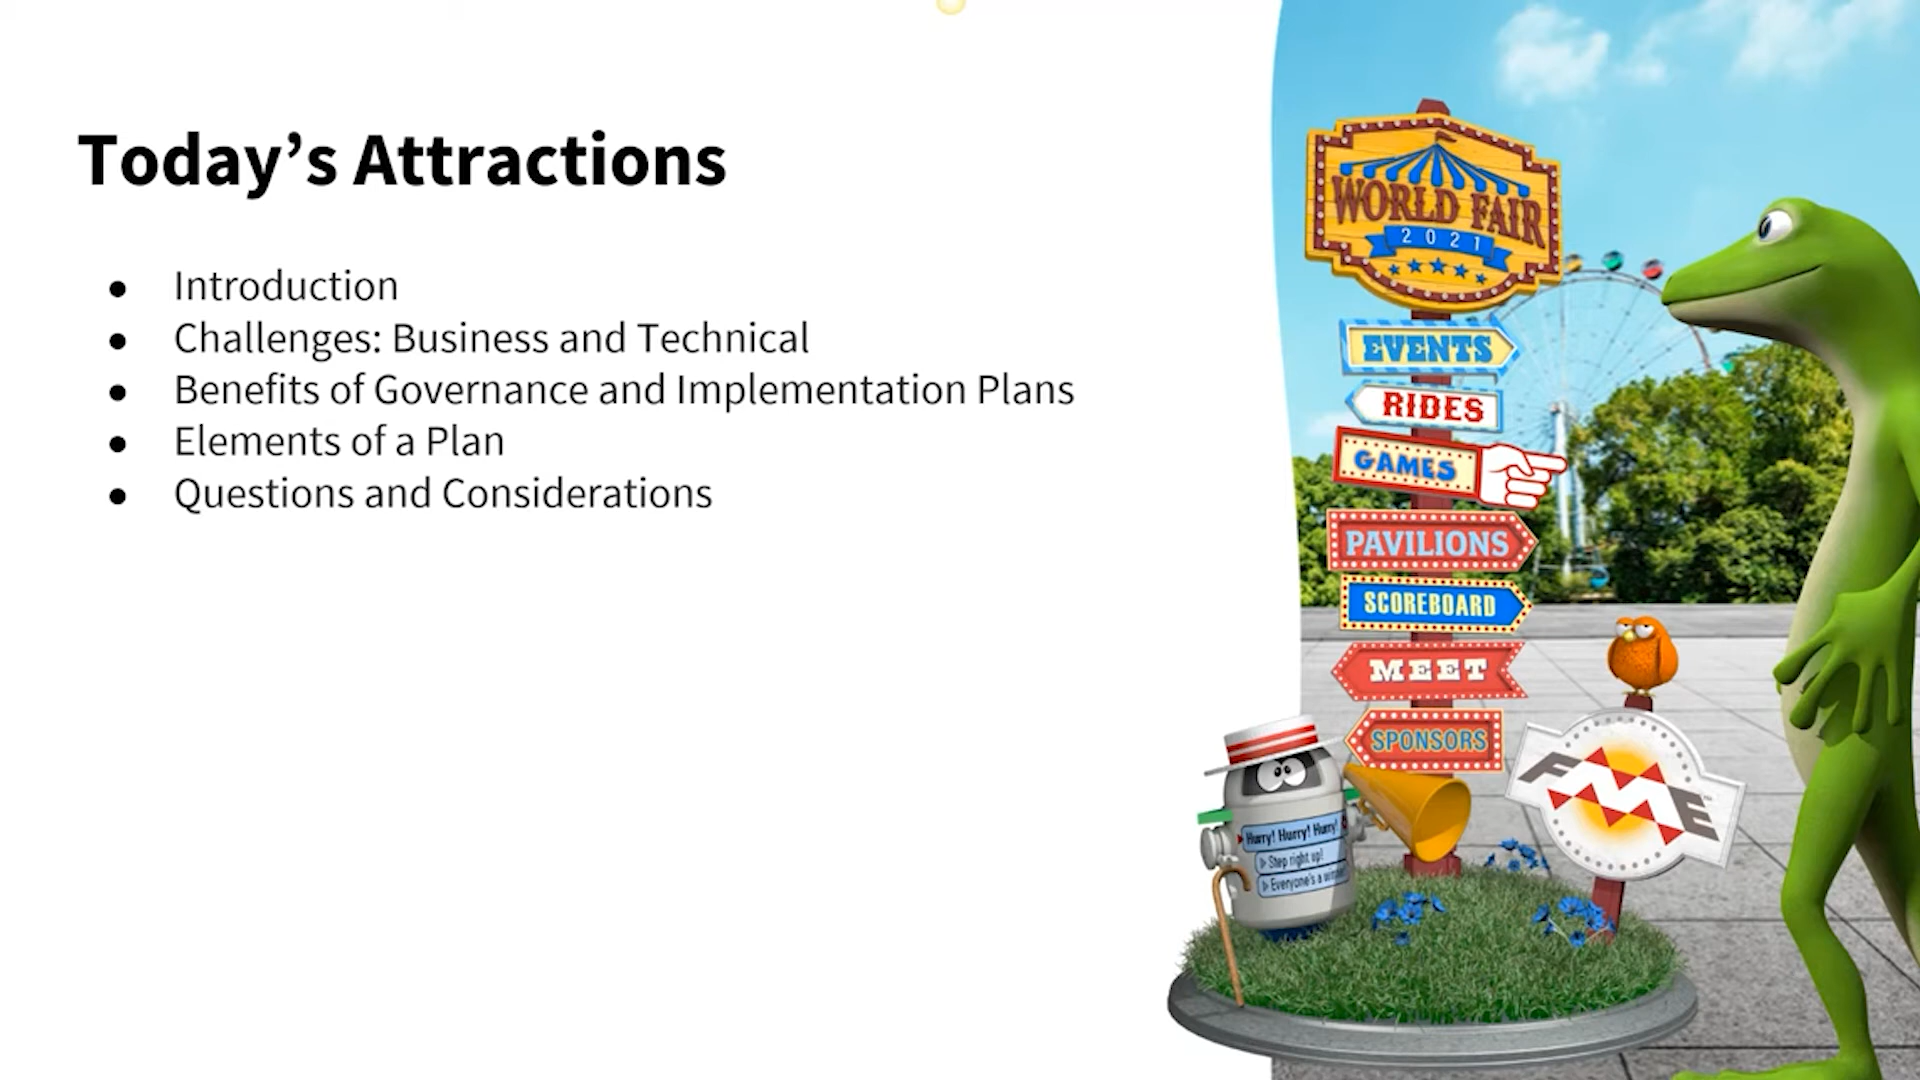 Today's Attractions
● Introduction
● Challenges: Business and Technical
● Benefits of Governance and Implementation Plans
● Elements of a Plan
● Questions and Considerations
WORLD FAIR
2021
EVENTS
RIDES
GAMES
PAVILIONS
SCOREBOARD
MEET
SPONSORS
Hurry! Hurry! Hurry!
Step right up!
Everyone's a
FME